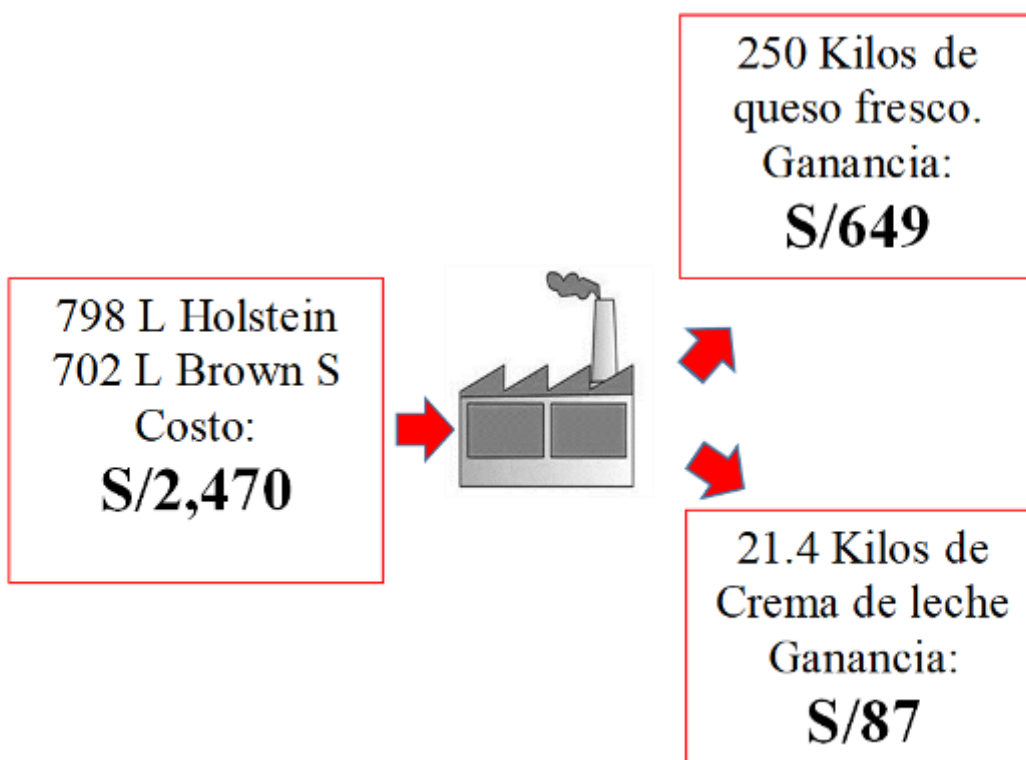 798 L Holstein
702 L Brown S
Costo:
S/2,470
250 Kilos de
queso fresco.
Ganancia:
S/649
21.4 Kilos de
Crema de leche
Ganancia:
S/87